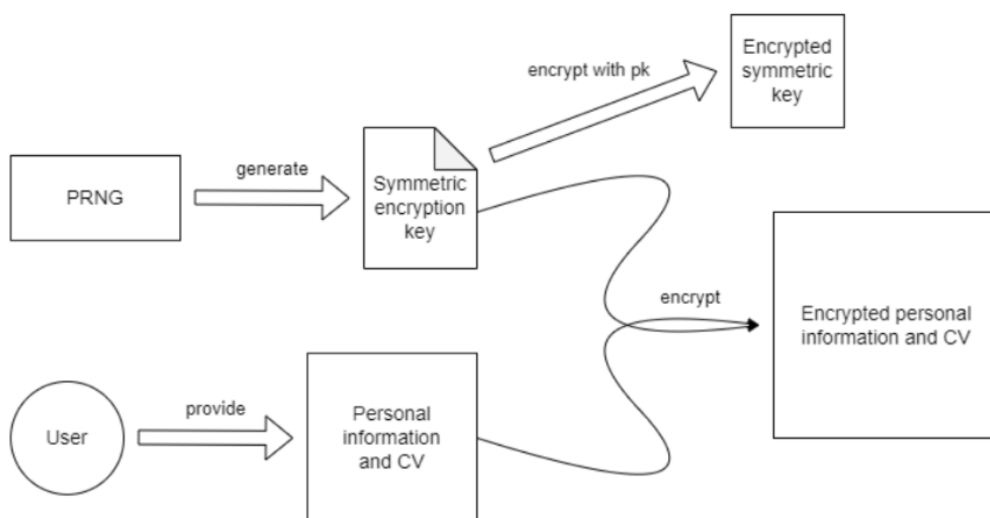 encrypt with pk
Encrypted
symmetric
key
PRNG
generate
Symmetric
encryption
key
encrypt
Encrypted personal
information and CV
User
provide
Personal
information
and CV